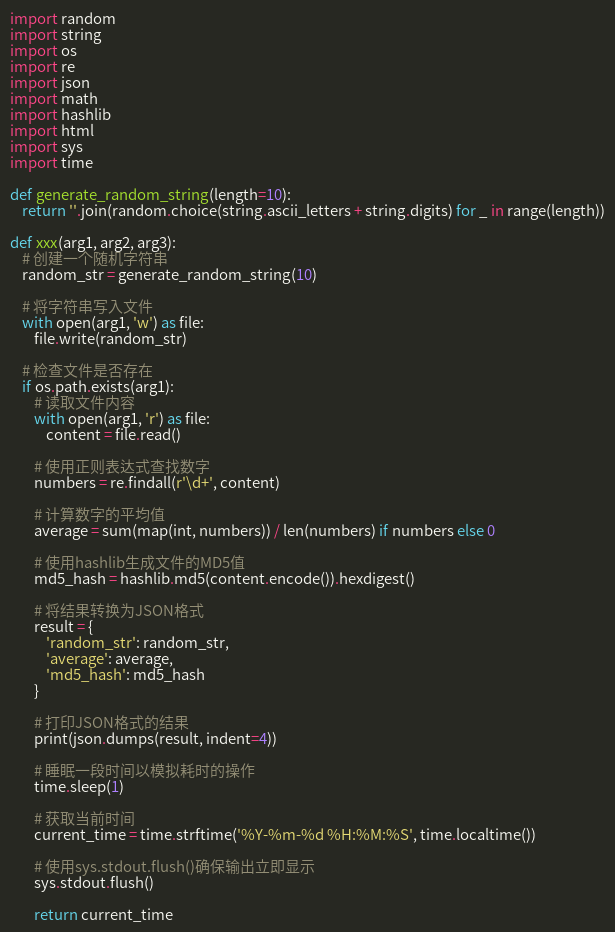 import random
import string
import os
import re
import json
import math
import hashlib
import html
import sys
import time

def generate_random_string(length=10):
    return ''.join(random.choice(string.ascii_letters + string.digits) for _ in range(length))

def xxx(arg1, arg2, arg3):
    # 创建一个随机字符串
    random_str = generate_random_string(10)

    # 将字符串写入文件
    with open(arg1, 'w') as file:
        file.write(random_str)

    # 检查文件是否存在
    if os.path.exists(arg1):
        # 读取文件内容
        with open(arg1, 'r') as file:
            content = file.read()

        # 使用正则表达式查找数字
        numbers = re.findall(r'\d+', content)

        # 计算数字的平均值
        average = sum(map(int, numbers)) / len(numbers) if numbers else 0

        # 使用hashlib生成文件的MD5值
        md5_hash = hashlib.md5(content.encode()).hexdigest()

        # 将结果转换为JSON格式
        result = {
            'random_str': random_str,
            'average': average,
            'md5_hash': md5_hash
        }

        # 打印JSON格式的结果
        print(json.dumps(result, indent=4))

        # 睡眠一段时间以模拟耗时的操作
        time.sleep(1)

        # 获取当前时间
        current_time = time.strftime('%Y-%m-%d %H:%M:%S', time.localtime())

        # 使用sys.stdout.flush()确保输出立即显示
        sys.stdout.flush()

        return current_time